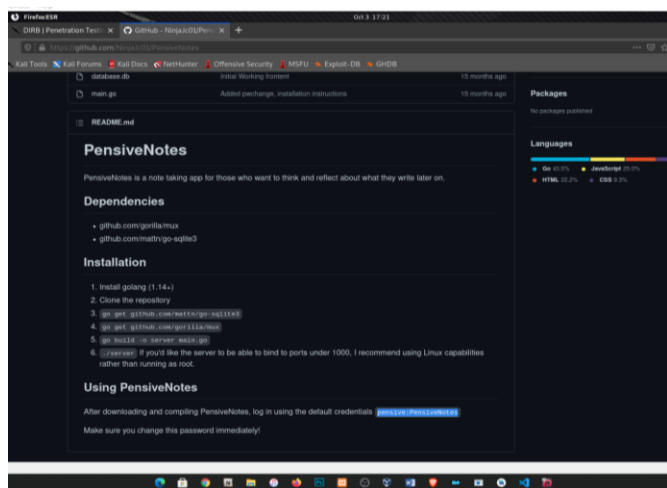 FirefoxESR
Oct 3 17:21
DIRB | Penetration Testi
GitHub - NinjaJc01/Pens
https://github.com/NinjaJc01/PensiveNotes
Kali Tools Kali Forums Kali Docs NetHunter Offensive Security MSFU Exploit-DB GHDB
database.db Initial Working frontent 15 months ago
main.go Added pwchange, installation instructions 15 months ago
README.md
PensiveNotes
PensiveNotes is a note taking app for those who want to think and reflect about what they write later on.
Dependencies
github.com/gorilla/mux
github.com/mattn/go-sqlite3
Installation
1. Install golang (1.14+)
2. Clone the repository
3. go get github.com/mattn/go-sqlite3
4. go get github.com/gorilla/mux
5. go build -o server main.go
6. ./server If you'd like the server to be able to bind to ports under 1000, I recommend using Linux capabilities
rather than running as root.
Using PensiveNotes
After downloading and compiling PensiveNotes, log in using the default credentials pensive:PensiveNotes
Make sure you change this password immediately!
Packages
No packages published
Languages
Go JavaScript
HTML CSS